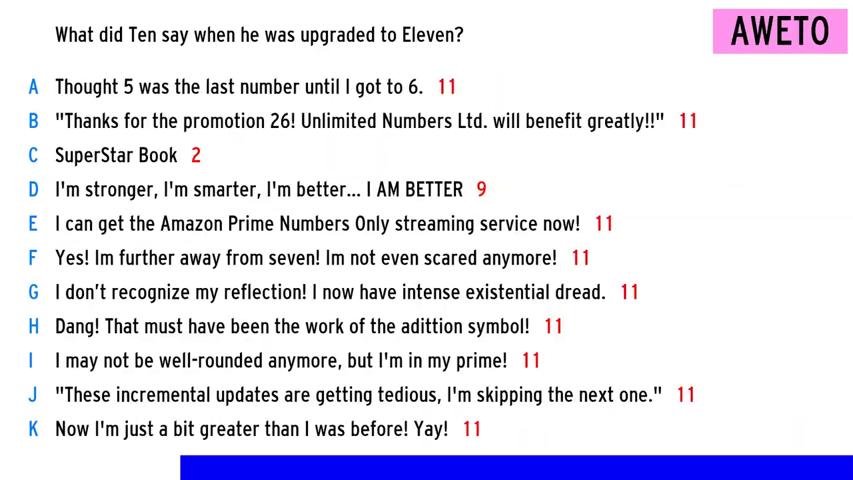 What did Ten say when he was upgraded to Eleven?
AWETO
A Thought 5 was the last number until I got to 6. 11
B "Thanks for the promotion 26! Unlimited Numbers Ltd. will benefit greatly!!" 11
C SuperStar Book 2
D I'm stronger, I'm smarter, I'm better... I AM BETTER 9
E I can get the Amazon Prime Numbers Only streaming service now! 11
F Yes! Im further away from seven! Im not even scared anymore! 11
G I don't recognize my reflection! I now have intense existential dread. 11
H Dang! That must have been the work of the adittion symbol! 11
I I may not be well-rounded anymore, but I'm in my prime! 11
J "These incremental updates are getting tedious, I'm skipping the next one." 11
K Now I'm just a bit greater than I was before! Yay! 11